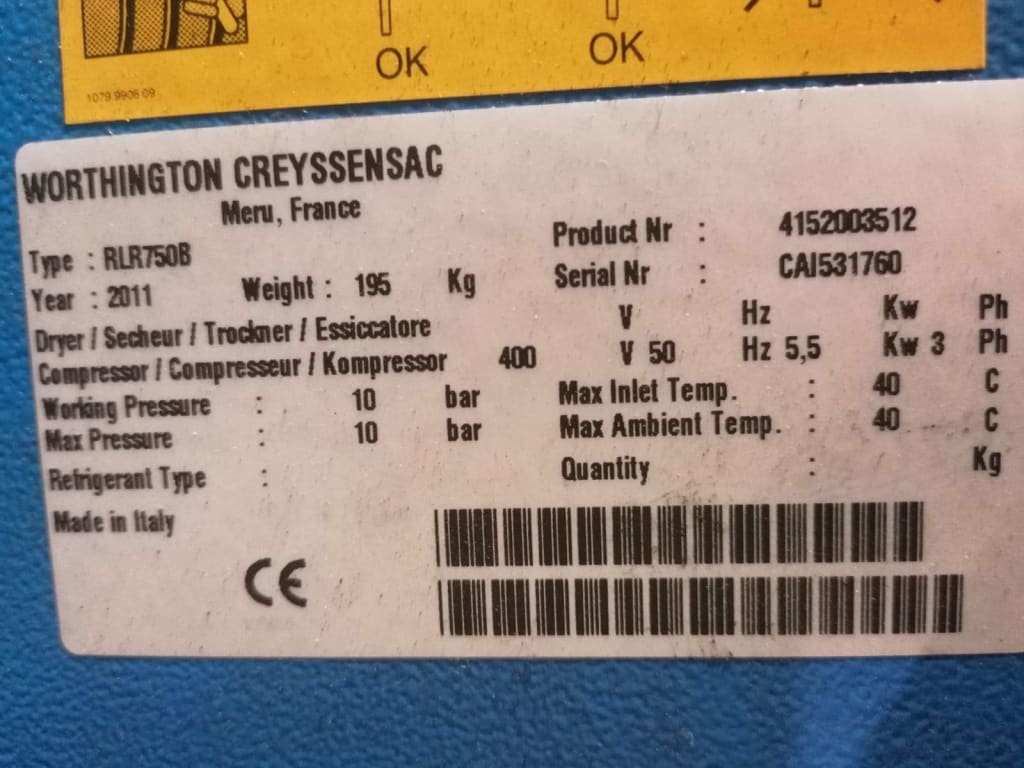 OK OK
1079 9906 09
WORTHINGTON CREYSSENSAC
Meru, France
Type : RLR750B
Product Nr : 4152003512
Year : 2011 Weight : 195 Kg
Serial Nr : CAI531760
Dryer / Secheur / Trockner / Essiccatore V Hz Kw Ph
Compressor / Compresseur / Kompressor 400 V 50 Hz 5,5 Kw 3 Ph
Working Pressure : 10 bar Max Inlet Temp. : 40 C
Max Pressure : 10 bar Max Ambient Temp. : 40 C
Refrigerant Type : Quantity : Kg
Made in Italy
CE